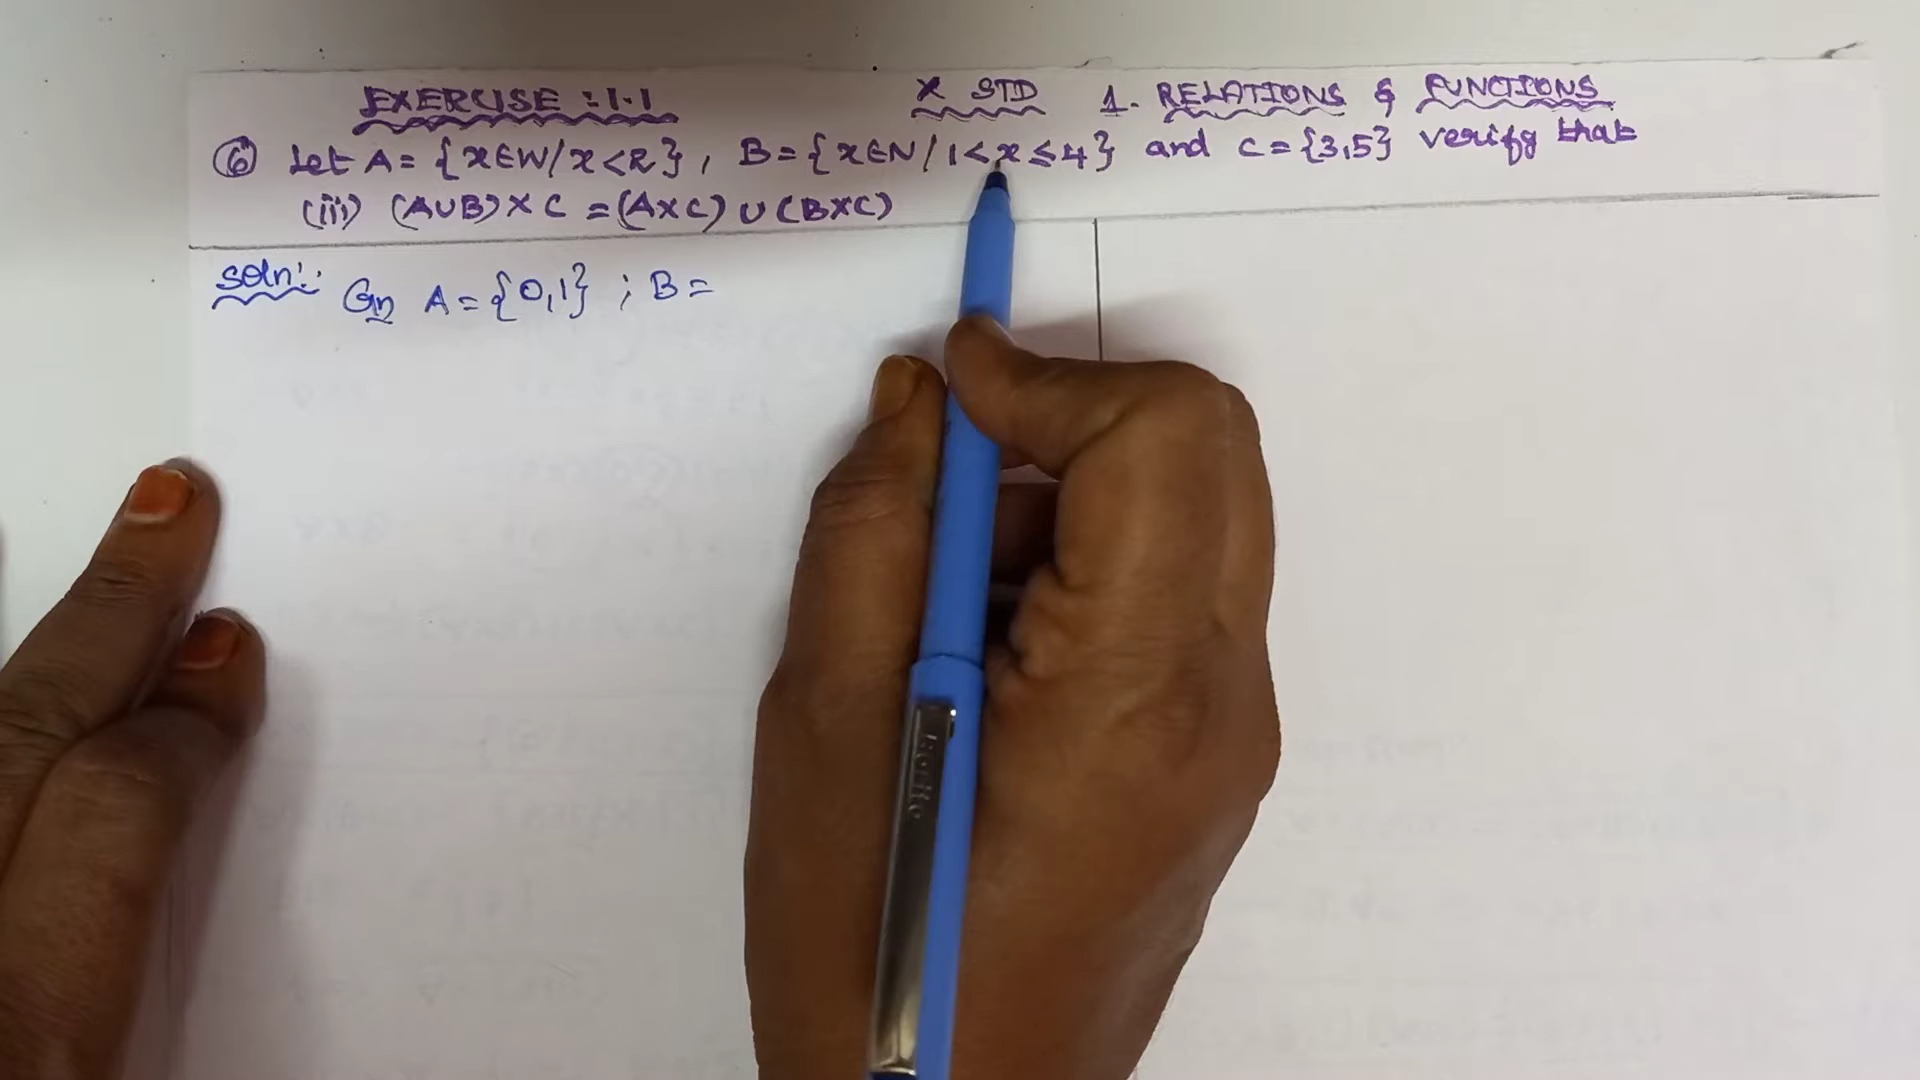 EXERCISE : 1.1 X STD 1. RELATIONS & FUNCTIONS
⑥ Let A = {x∈W/x<2}, B = {x∈N/1<x≤4} and C = {3,5} verify that
(iii) (A∪B)×C = (A×C)∪(B×C)
Soln: Gn A = {0,1} ; B =